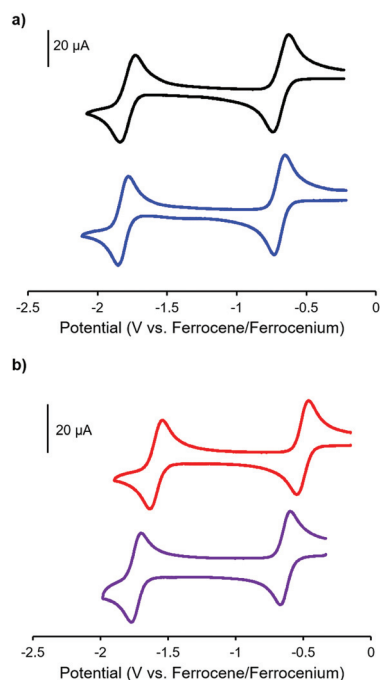 a)
20 µA
-2.5 -2 -1.5 -1 -0.5 0
Potential (V vs. Ferrocene/Ferrocenium)
b)
20 µA
-2.5 -2 -1.5 -1 -0.5 0
Potential (V vs. Ferrocene/Ferrocenium)